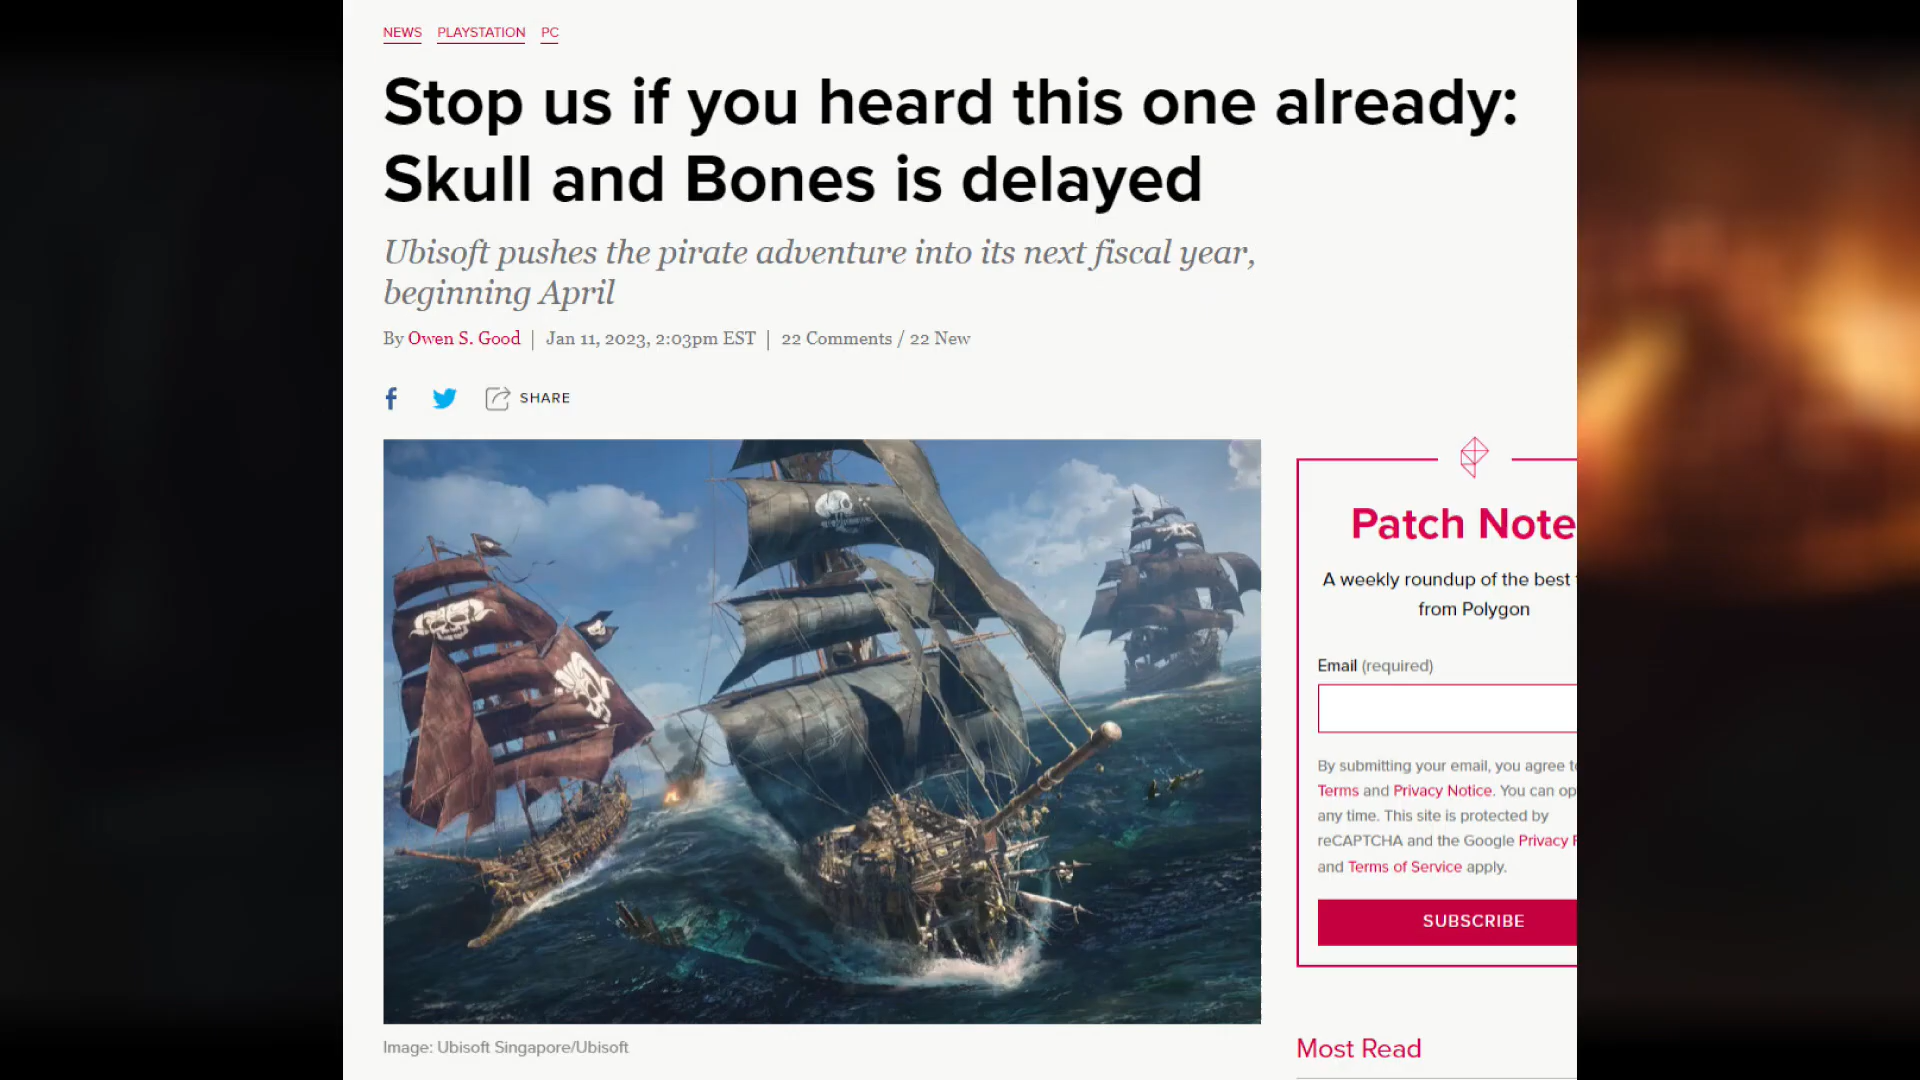 NEWS PLAYSTATION PC
Stop us if you heard this one already:
Skull and Bones is delayed
Ubisoft pushes the pirate adventure into its next fiscal year,
beginning April
By Owen S. Good | Jan 11, 2023, 2:03pm EST | 22 Comments / 22 New
SHARE
Patch Note
A weekly roundup of the best
from Polygon
Email (required)
By submitting your email, you agree
Terms and Privacy Notice. You can
any time. This site is protected by
reCAPTCHA and the Google Privacy
and Terms of Service apply.
SUBSCRIBE
Image: Ubisoft Singapore/Ubisoft
Most Read